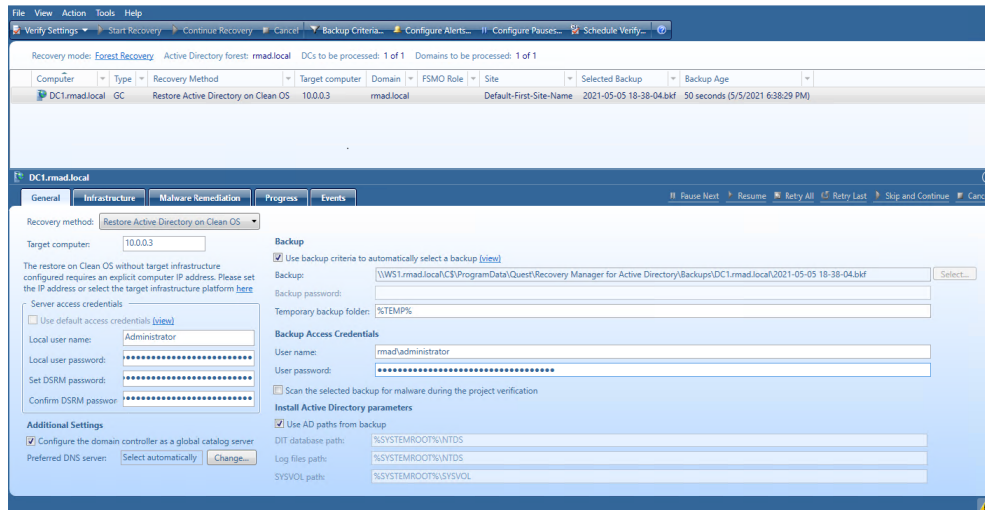 File View Action Tools Help
Verify Settings Start Recovery Continue Recovery Cancel Backup Criteria... Configure Alerts... Configure Pauses... Schedule Verify...
Recovery mode: Forest Recovery Active Directory forest: rmad.local DCs to be processed: 1 of 1 Domains to be processed: 1 of 1
Computer Type Recovery Method Target computer Domain FSMO Role Site Selected Backup Backup Age
DC1.rmad.local GC Restore Active Directory on Clean OS 10.0.0.3 rmad.local Default-First-Site-Name 2021-05-05 18-38-04.bkf 50 seconds (5/5/2021 6:38:29 PM)
DC1.rmad.local
General Infrastructure Malware Remediation Progress Events Pause Next Resume Retry All Retry Last Skip and Continue Canc
Recovery method: Restore Active Directory on Clean OS
Target computer: 10.0.0.3
The restore on Clean OS without target infrastructure
configured requires an explicit computer IP address. Please set
the IP address or select the target infrastructure platform here
Server access credentials
Use default access credentials (view)
Local user name: Administrator
Local user password:
Set DSRM password:
Confirm DSRM passwor
Additional Settings
Configure the domain controller as a global catalog server
Preferred DNS server: Select automatically Change...
Backup
Use backup criteria to automatically select a backup (view)
Backup: \\WS1.rmad.local\C$\ProgramData\Quest\Recovery Manager for Active Directory\Backups\DC1.rmad.local\2021-05-05 18-38-04.bkf Select...
Backup password:
Temporary backup folder: %TEMP%
Backup Access Credentials
User name: rmad\administrator
User password:
Scan the selected backup for malware during the project verification
Install Active Directory parameters
Use AD paths from backup
DIT database path: %SYSTEMROOT%\NTDS
Log files path: %SYSTEMROOT%\NTDS
SYSVOL path: %SYSTEMROOT%\SYSVOL